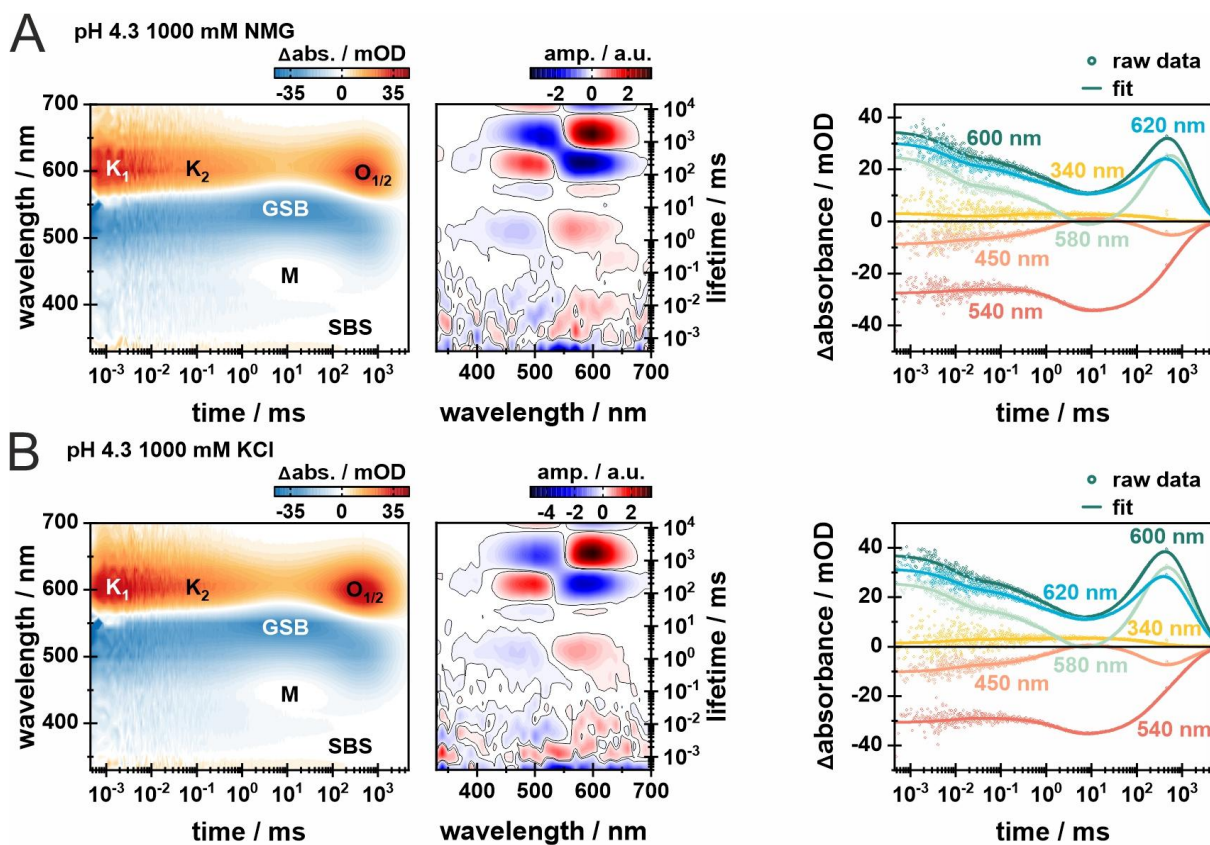 A
pH 4.3 1000 mM NMG
Δabs. / mOD
-35 0 35
amp. / a.u.
-2 0 2
raw data
fit
wavelength / nm
700
600
500
400
K₁
K₂
O₁/₂
GSB
M
SBS
10⁻³ 10⁻² 10⁻¹ 10⁰ 10¹ 10² 10³
time / ms
10⁴
10³
10²
10¹
10⁰
10⁻¹
10⁻²
10⁻³
lifetime / ms
400 500 600 700
wavelength / nm
Δabsorbance / mOD
40
20
0
-20
-40
600 nm
620 nm
340 nm
580 nm
450 nm
540 nm
10⁻³ 10⁻² 10⁻¹ 10⁰ 10¹ 10² 10³
time / ms
B
pH 4.3 1000 mM KCl
Δabs. / mOD
-35 0 35
amp. / a.u.
-4 -2 0 2
raw data
fit
wavelength / nm
700
600
500
400
K₁
K₂
O₁/₂
GSB
M
SBS
10⁻³ 10⁻² 10⁻¹ 10⁰ 10¹ 10² 10³
time / ms
10⁴
10³
10²
10¹
10⁰
10⁻¹
10⁻²
10⁻³
lifetime / ms
400 500 600 700
wavelength / nm
Δabsorbance / mOD
40
20
0
-20
-40
600 nm
620 nm
340 nm
580 nm
450 nm
540 nm
10⁻³ 10⁻² 10⁻¹ 10⁰ 10¹ 10² 10³
time / ms